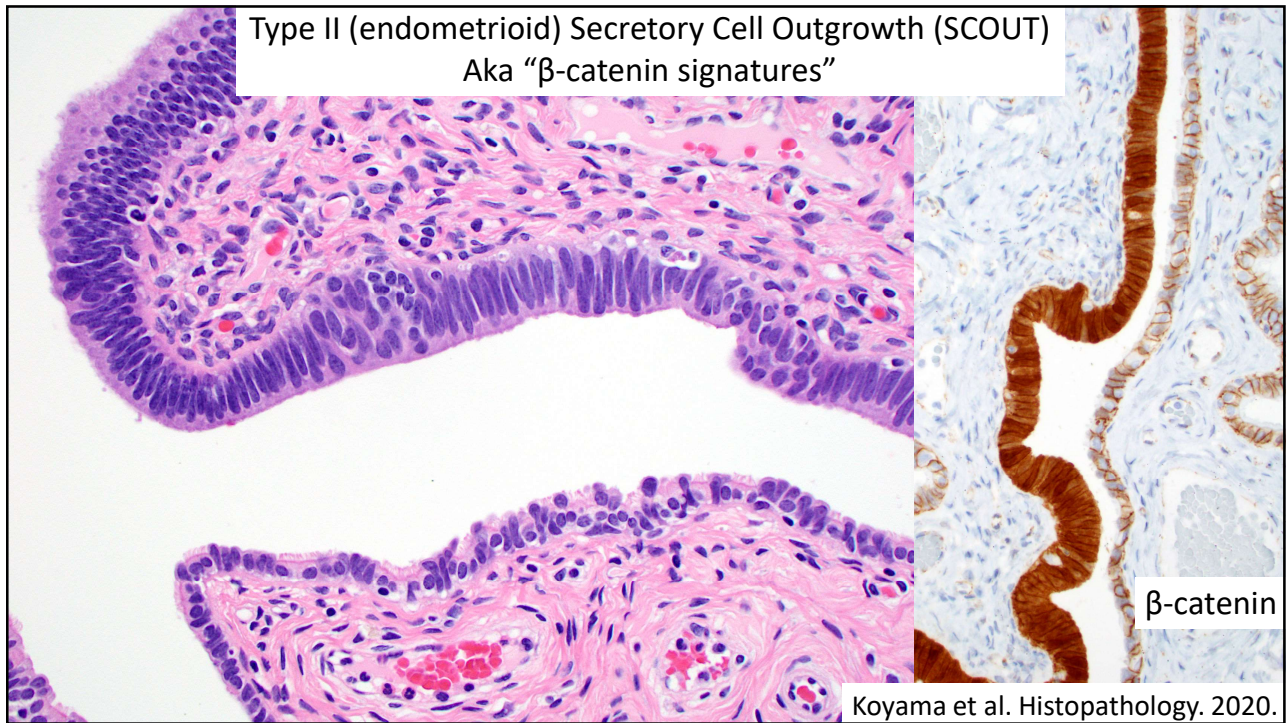 Type II (endometrioid) Secretory Cell Outgrowth (SCOUT)
Aka “β-catenin signatures”
β-catenin
Koyama et al. Histopathology. 2020.